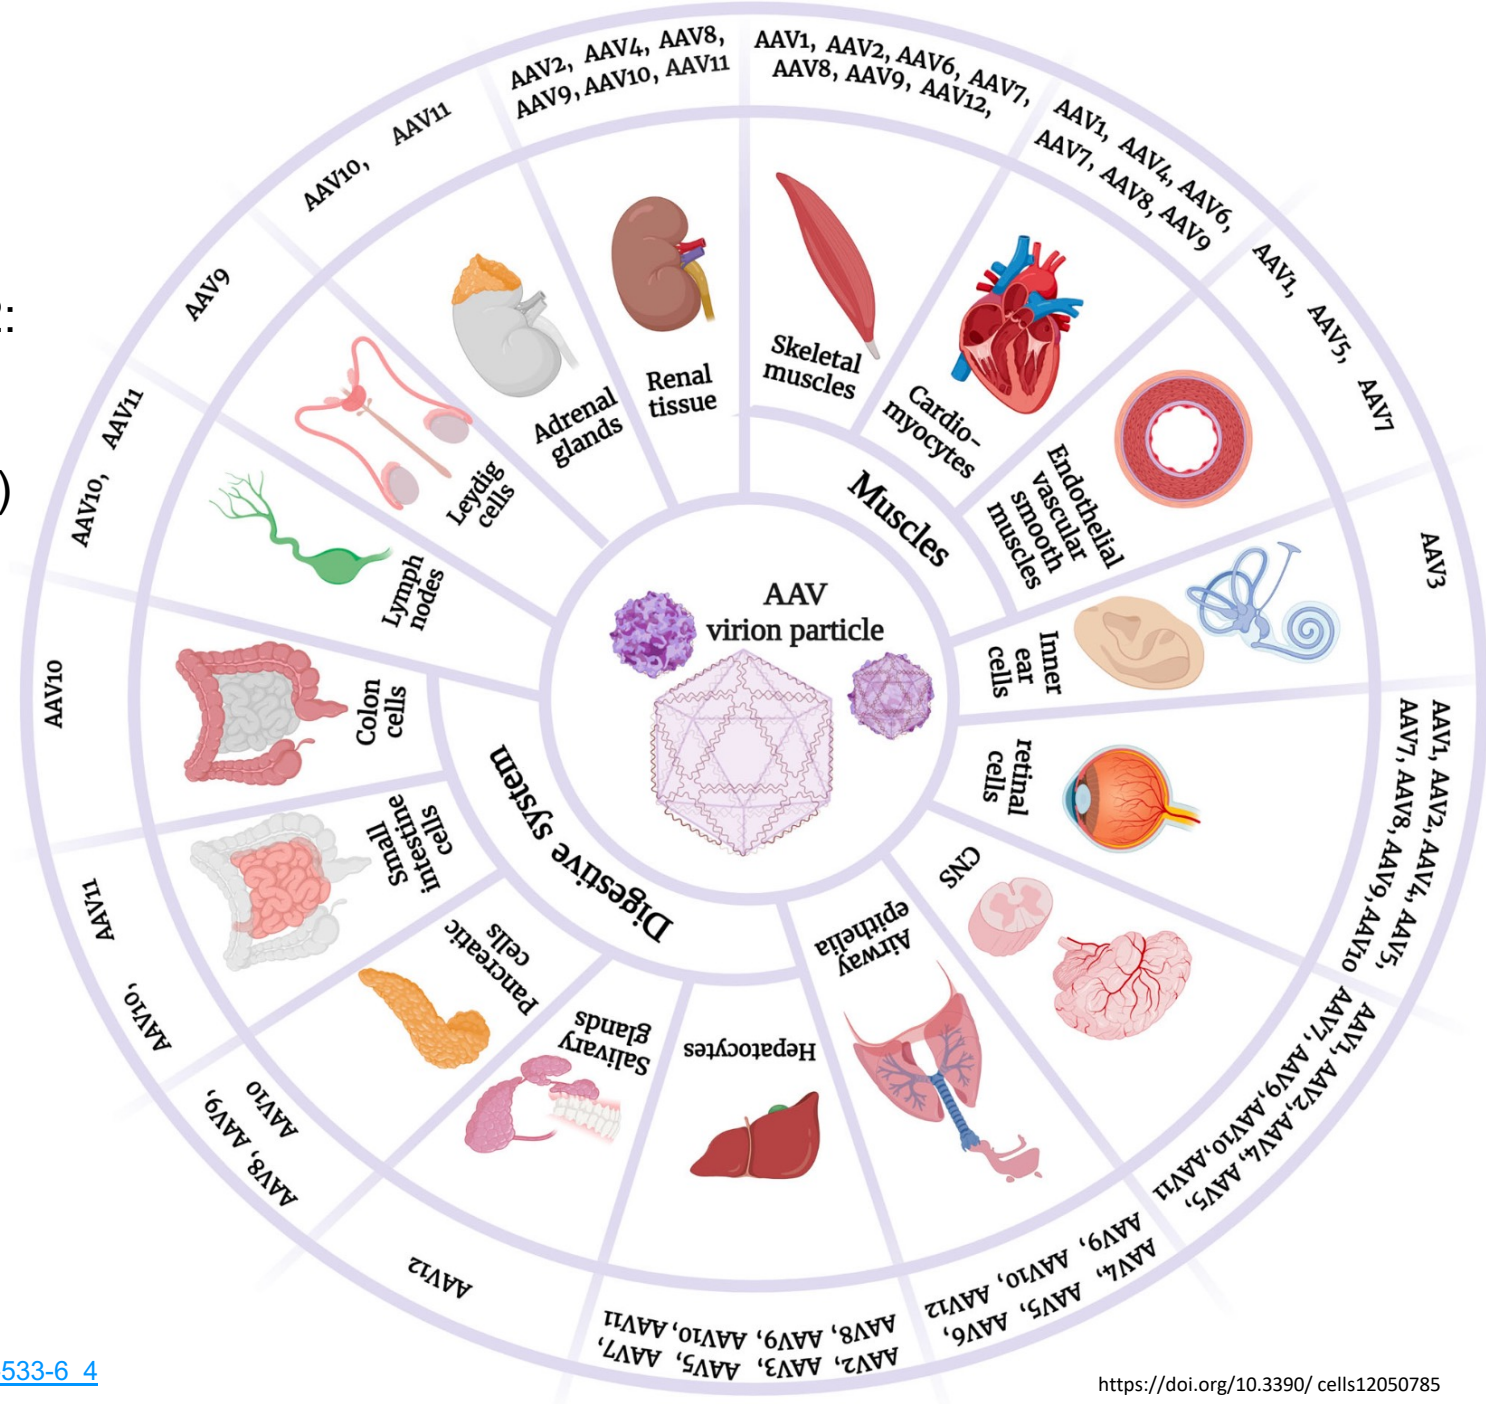 AAV2, AAV4, AAV8,
AAV9, AAV10, AAV11
AAV1, AAV2, AAV6, AAV7,
AAV8, AAV9, AAV12,
AAV1, AAV4, AAV6,
AAV7, AAV8, AAV9
AAV1, AAV5, AAV7
AAV3
AAV1, AAV2, AAV4, AAV5,
AAV7, AAV8, AAV9, AAV10
AAV1, AAV2, AAV4, AAV5,
AAV7, AAV9, AAV10, AAV11
AAV4, AAV5, AAV6,
AAV9, AAV10, AAV12
AAV2, AAV3, AAV5, AAV7,
AAV8, AAV9, AAV10, AAV11
AAV12
AAV8, AAV9,
AAV10
AAV10, AAV11
AAV10
AAV10, AAV11
AAV9
AAV10, AAV11
Renal
tissue
Skeletal
muscles
Cardio-
myocytes
Endothelial
vascular
smooth
muscles
Muscles
Inner
ear
cells
retinal
cells
CNS
Airway
epithelia
Hepatocytes
Salivary
glands
Pancreatic
cells
Small
intestine
cells
Colon
cells
Digestive system
Lymph
nodes
Leydig
cells
Adrenal
glands
AAV
virion particle
:
)
533-6_4
https://doi.org/10.3390/ cells12050785